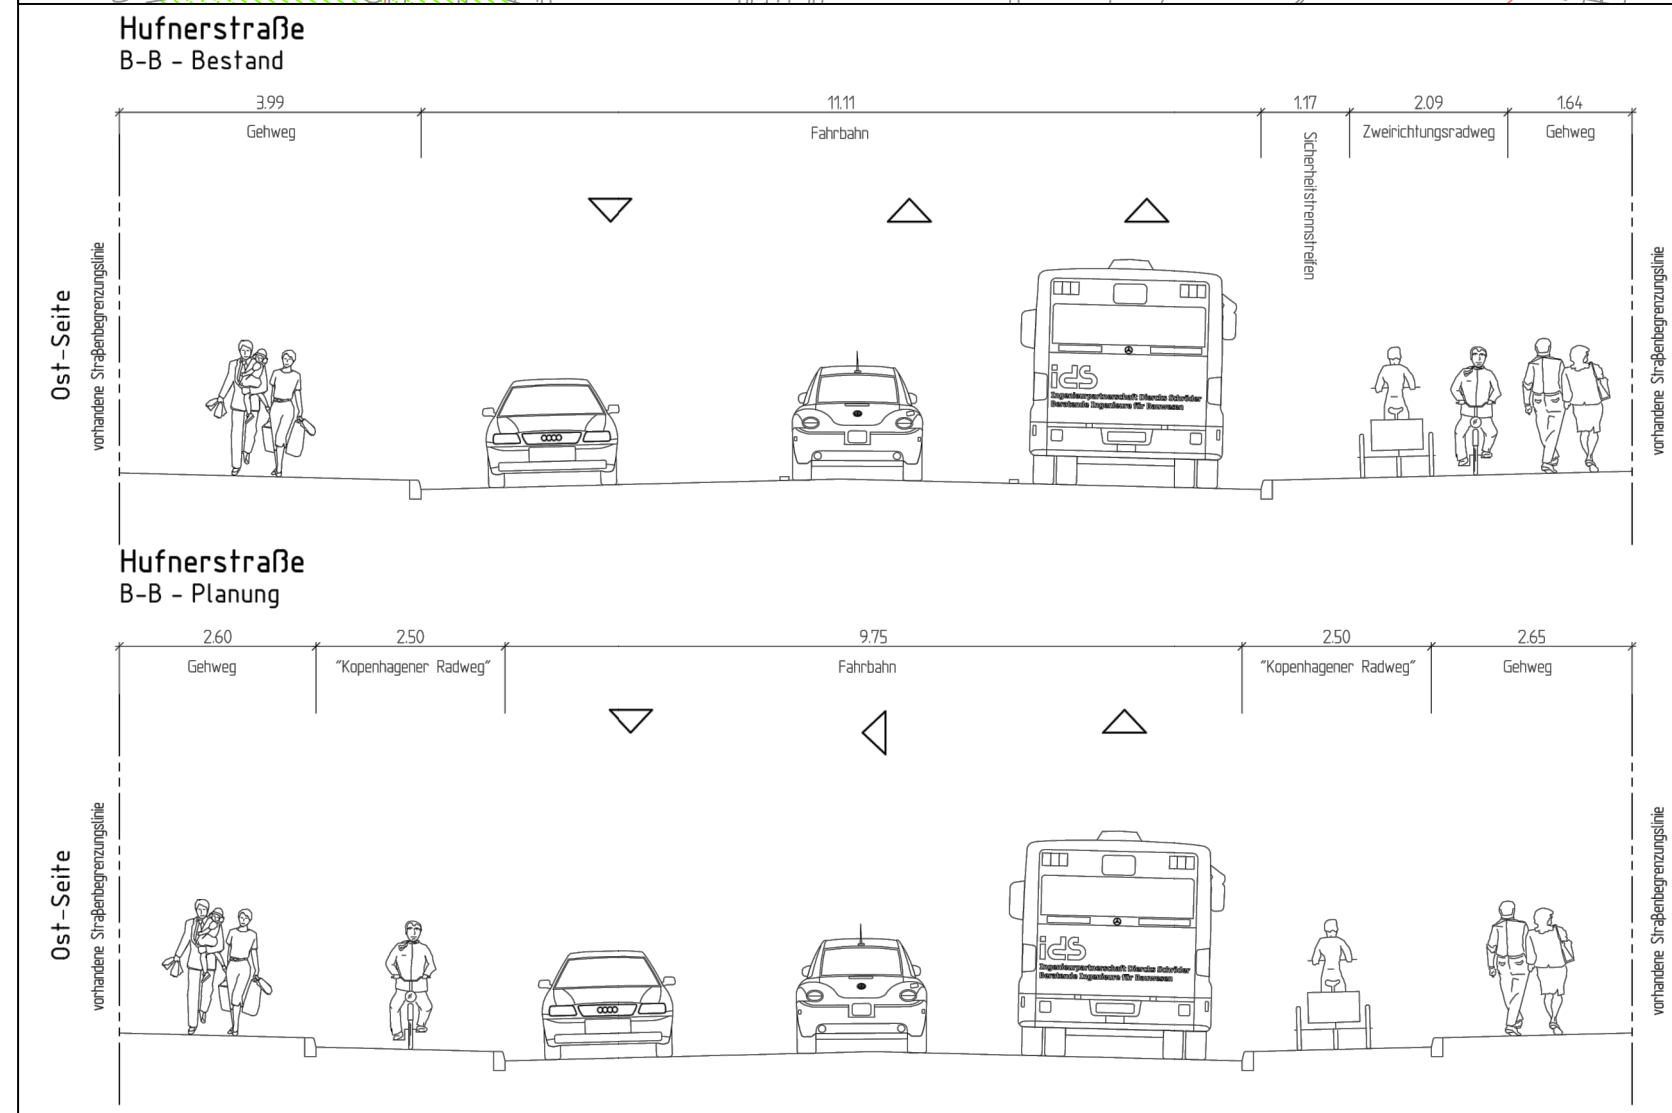 Hufnerstraße
B-B - Bestand
3.99
11.11
1.17
2.09
1.64
Gehweg
Fahrbahn
Sicherheitstrennstreifen
Zweirichtungsradweg
Gehweg
Ost-Seite
vorhandene Straßenbegrenzungslinie
vorhandene Straßenbegrenzungslinie
ids
Ingenieurpartnerschaft Diercks Schröder
Beratende Ingenieure für Bauwesen
Hufnerstraße
B-B - Planung
2.60
2.50
9.75
2.50
2.65
Gehweg
"Kopenhagener Radweg"
Fahrbahn
"Kopenhagener Radweg"
Gehweg
Ost-Seite
vorhandene Straßenbegrenzungslinie
vorhandene Straßenbegrenzungslinie
ids
Ingenieurpartnerschaft Diercks Schröder
Beratende Ingenieure für Bauwesen